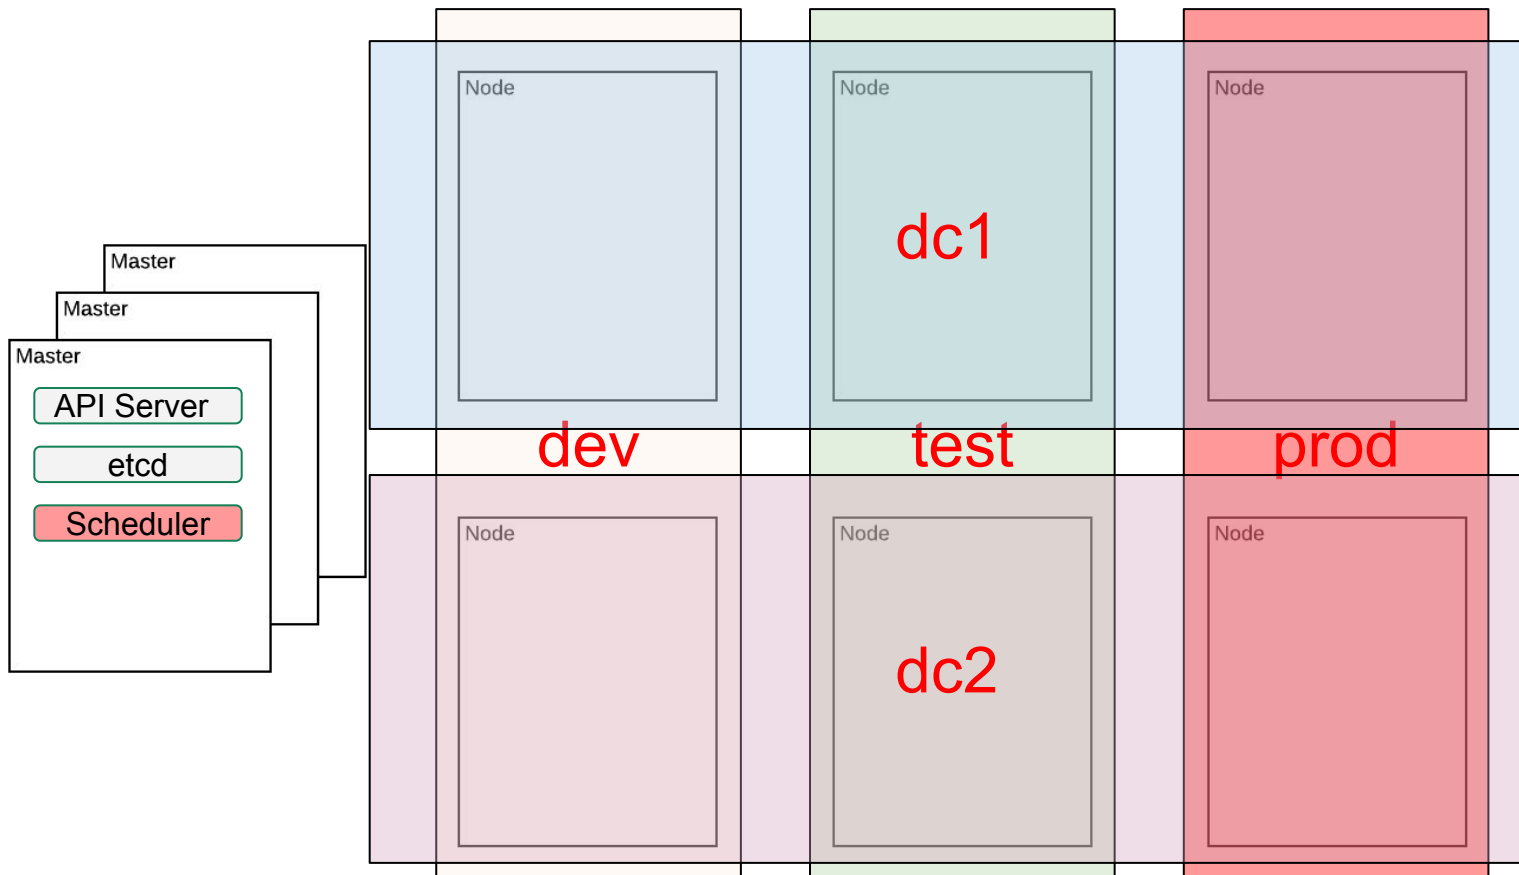 Master
Master
Master
API Server
etcd
Scheduler
Node
Node
Node
dc1
dev
test
prod
Node
Node
Node
dc2